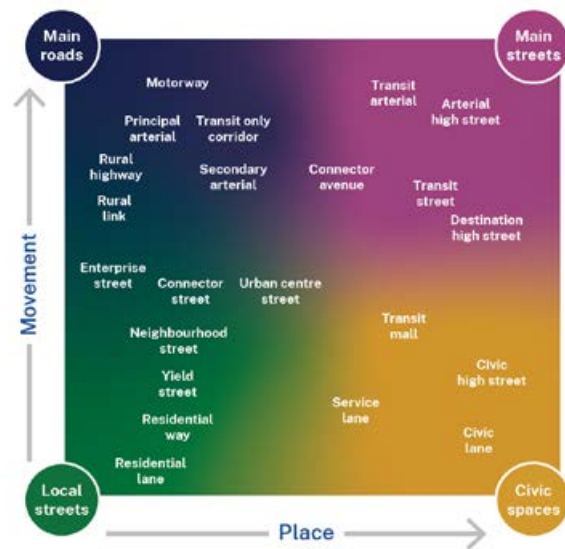 Main
roads
Main
streets
Motorway
Transit
arterial
Arterial
high street
Principal
arterial
Transit only
corridor
Rural
highway
Secondary
arterial
Connector
avenue
Rural
link
Transit
street
Destination
high street
Enterprise
street
Connector
street
Urban centre
street
Neighbourhood
street
Transit
mall
Yield
street
Civic
high street
Residential
way
Service
lane
Civic
lane
Residential
lane
Local
streets
Civic
spaces
Movement
Place